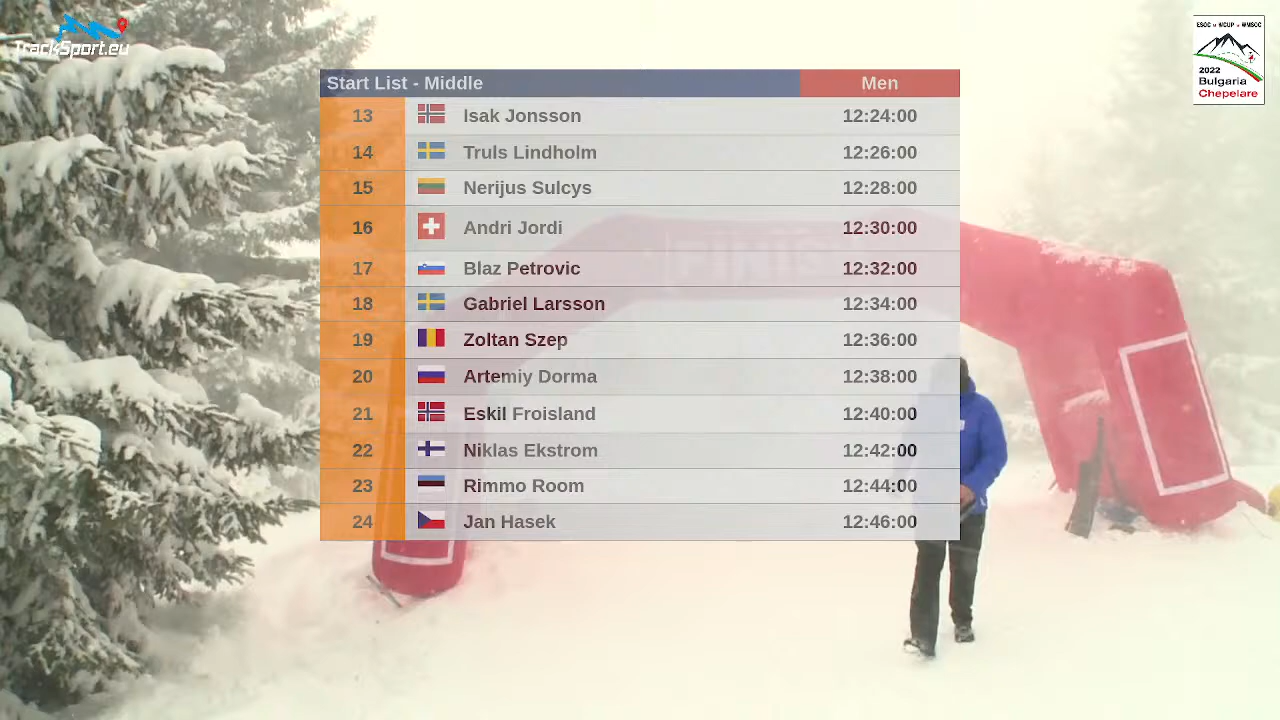 TrackSport.eu
ESOC WCUP WMSOC
2022
Bulgaria
Chepelare
Start List - Middle Men
13 Isak Jonsson 12:24:00
14 Truls Lindholm 12:26:00
15 Nerijus Sulcys 12:28:00
16 Andri Jordi 12:30:00
17 Blaz Petrovic 12:32:00
18 Gabriel Larsson 12:34:00
19 Zoltan Szep 12:36:00
20 Artemiy Dorma 12:38:00
21 Eskil Froisland 12:40:00
22 Niklas Ekstrom 12:42:00
23 Rimmo Room 12:44:00
24 Jan Hasek 12:46:00
FINISH